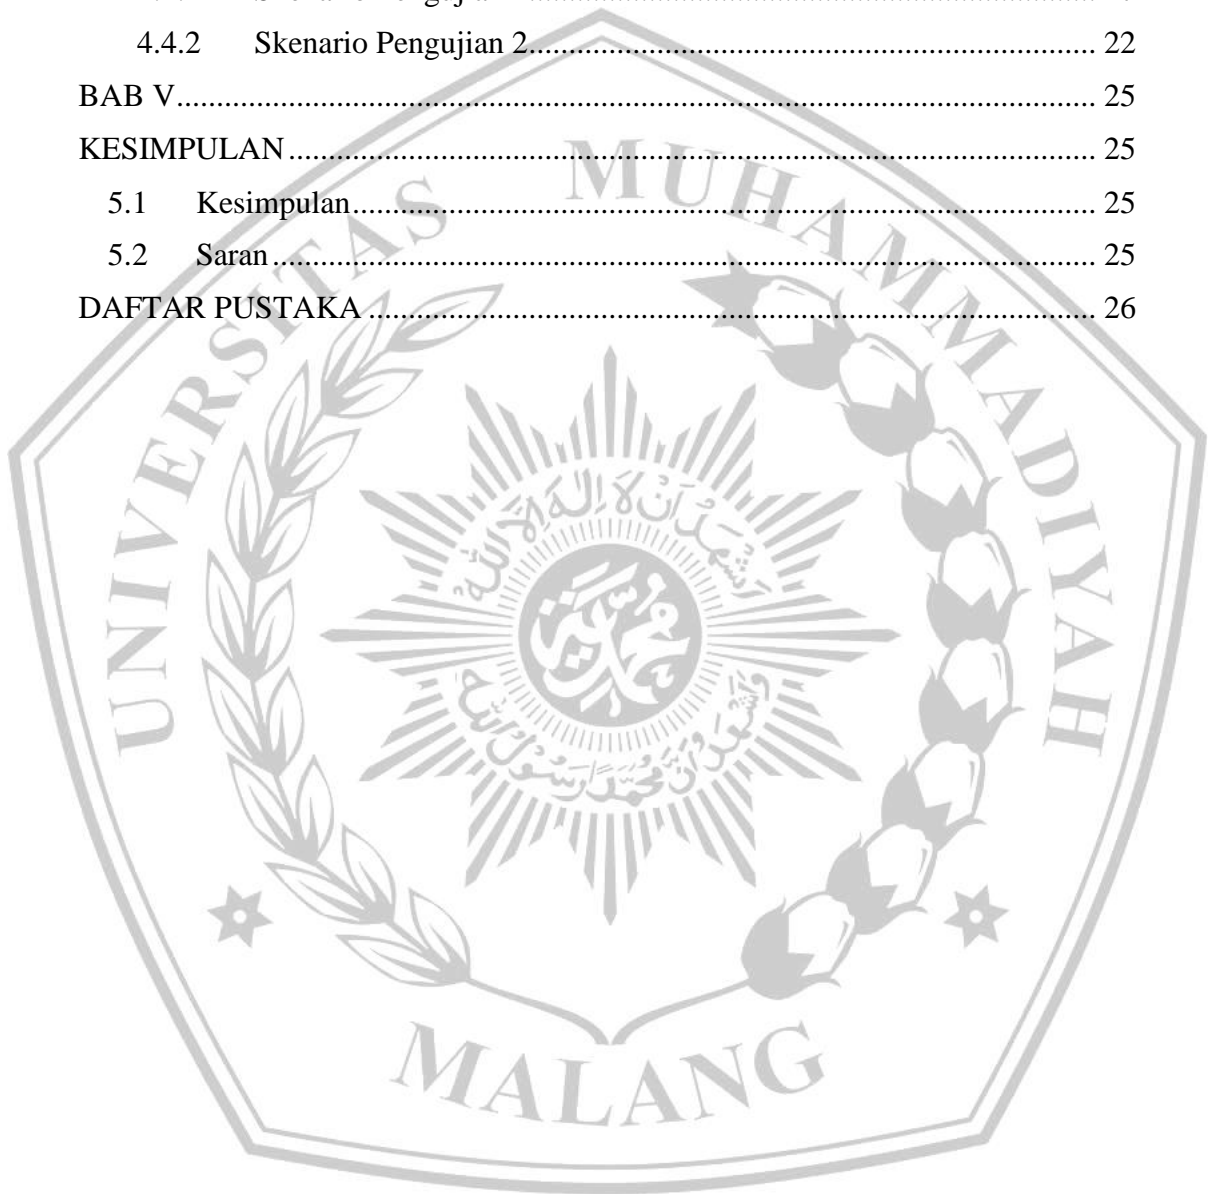 4.4.2 Skenario Pengujian 2 ........ 22
BAB V ........ 25
KESIMPULAN ........ 25
5.1 Kesimpulan ........ 25
5.2 Saran ........ 25
DAFTAR PUSTAKA ........ 26
UNIVERSITAS MUHAMMADIYAH
MALANG